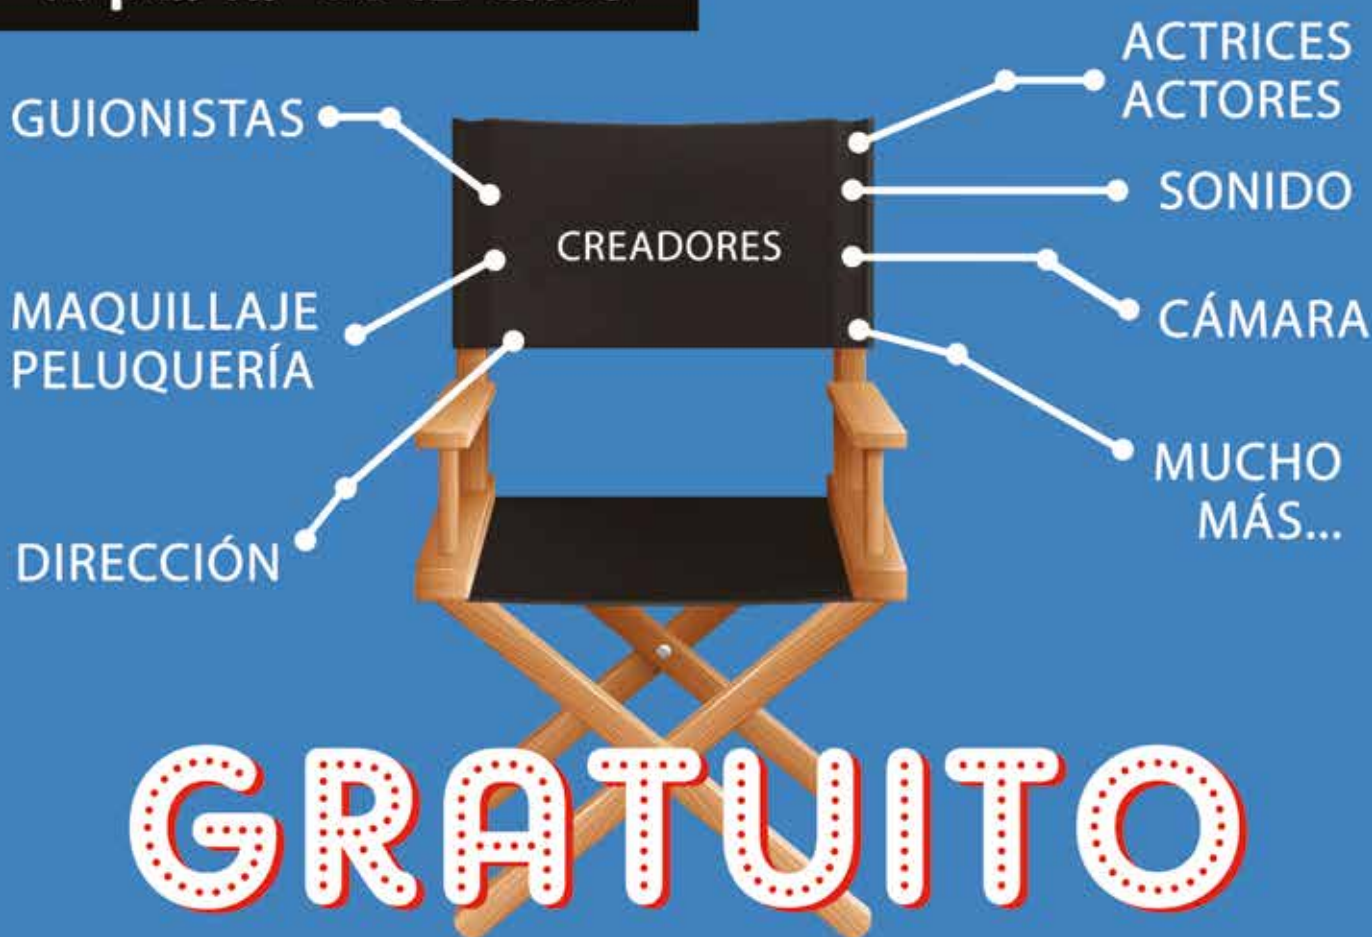 GUIONISTAS
MAQUILLAJE
PELUQUERÍA
DIRECCIÓN
CREADORES
ACTRICES
ACTORES
SONIDO
CÁMARA
MUCHO
MÁS...
GRATUITO